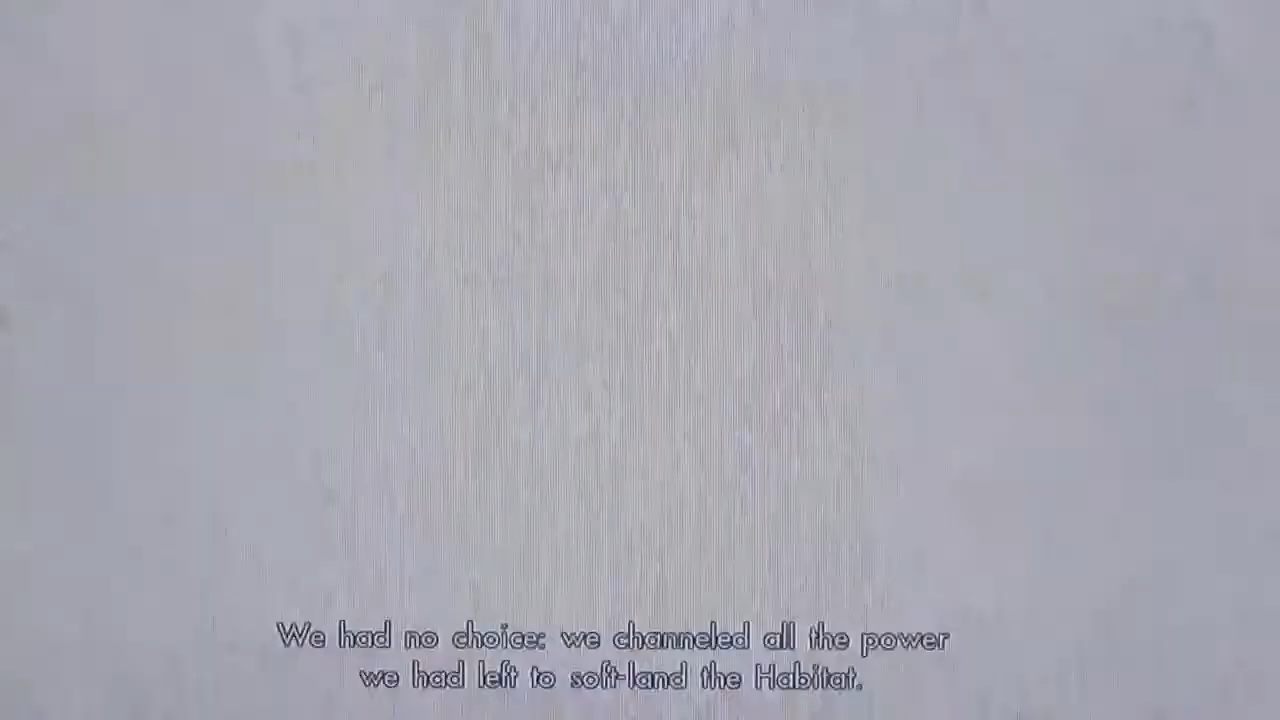 We had no choice: we channeled all the power
we had left to soft-land the Habitat.